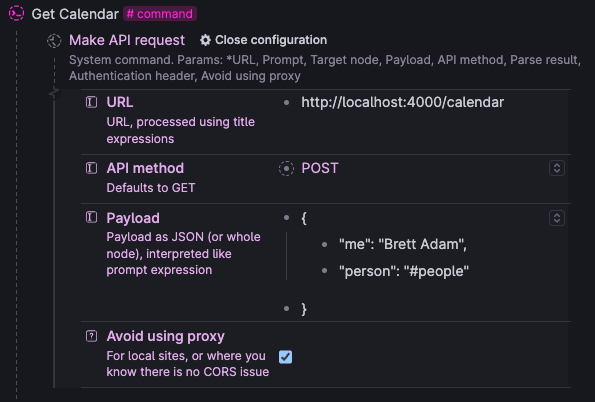 Get Calendar # command
Make API request Close configuration
System command. Params: *URL, Prompt, Target node, Payload, API method, Parse result,
Authentication header, Avoid using proxy
URL
http://localhost:4000/calendar
URL, processed using title
expressions
API method
POST
Defaults to GET
Payload
{
Payload as JSON (or whole
node), interpreted like
prompt expression
"me": "Brett Adam",
"person": "#people"
}
Avoid using proxy
For local sites, or where you
know there is no CORS issue